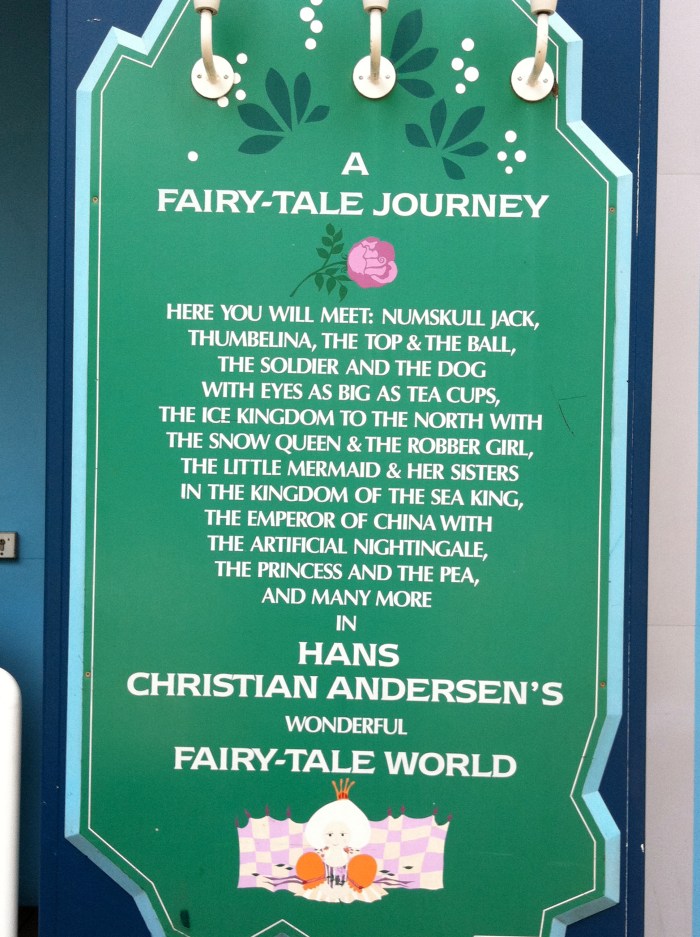 A
FAIRY-TALE JOURNEY
HERE YOU WILL MEET: NUMSKULL JACK,
THUMBELINA, THE TOP & THE BALL,
THE SOLDIER AND THE DOG
WITH EYES AS BIG AS TEA CUPS,
THE ICE KINGDOM TO THE NORTH WITH
THE SNOW QUEEN & THE ROBBER GIRL,
THE LITTLE MERMAID & HER SISTERS
IN THE KINGDOM OF THE SEA KING,
THE EMPEROR OF CHINA WITH
THE ARTIFICIAL NIGHTINGALE,
THE PRINCESS AND THE PEA,
AND MANY MORE
IN
HANS
CHRISTIAN ANDERSEN'S
WONDERFUL
FAIRY-TALE WORLD